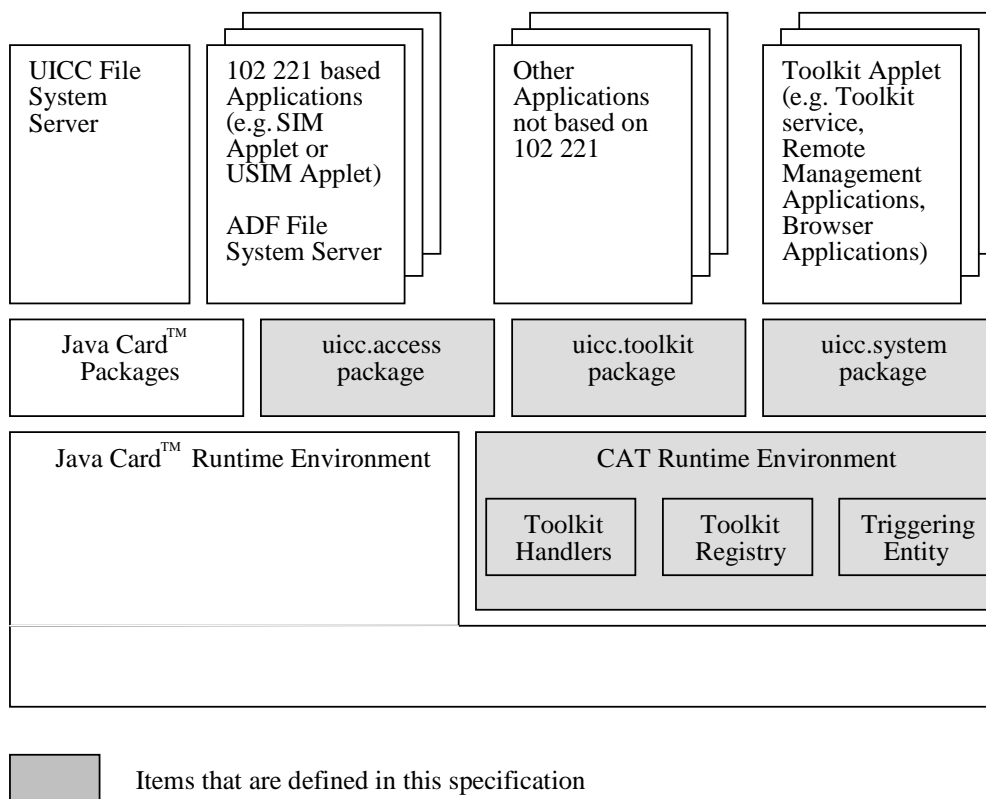 UICC File
System
Server
102 221 based
Applications
(e.g. SIM
Applet or
USIM Applet)
ADF File
System Server
Other
Applications
not based on
102 221
Toolkit Applet
(e.g. Toolkit
service,
Remote
Management
Applications,
Browser
Applications)
Java Card™
Packages
uicc.access
package
uicc.toolkit
package
uicc.system
package
Java Card™ Runtime Environment
CAT Runtime Environment
Toolkit
Handlers
Toolkit
Registry
Triggering
Entity
Items that are defined in this specification